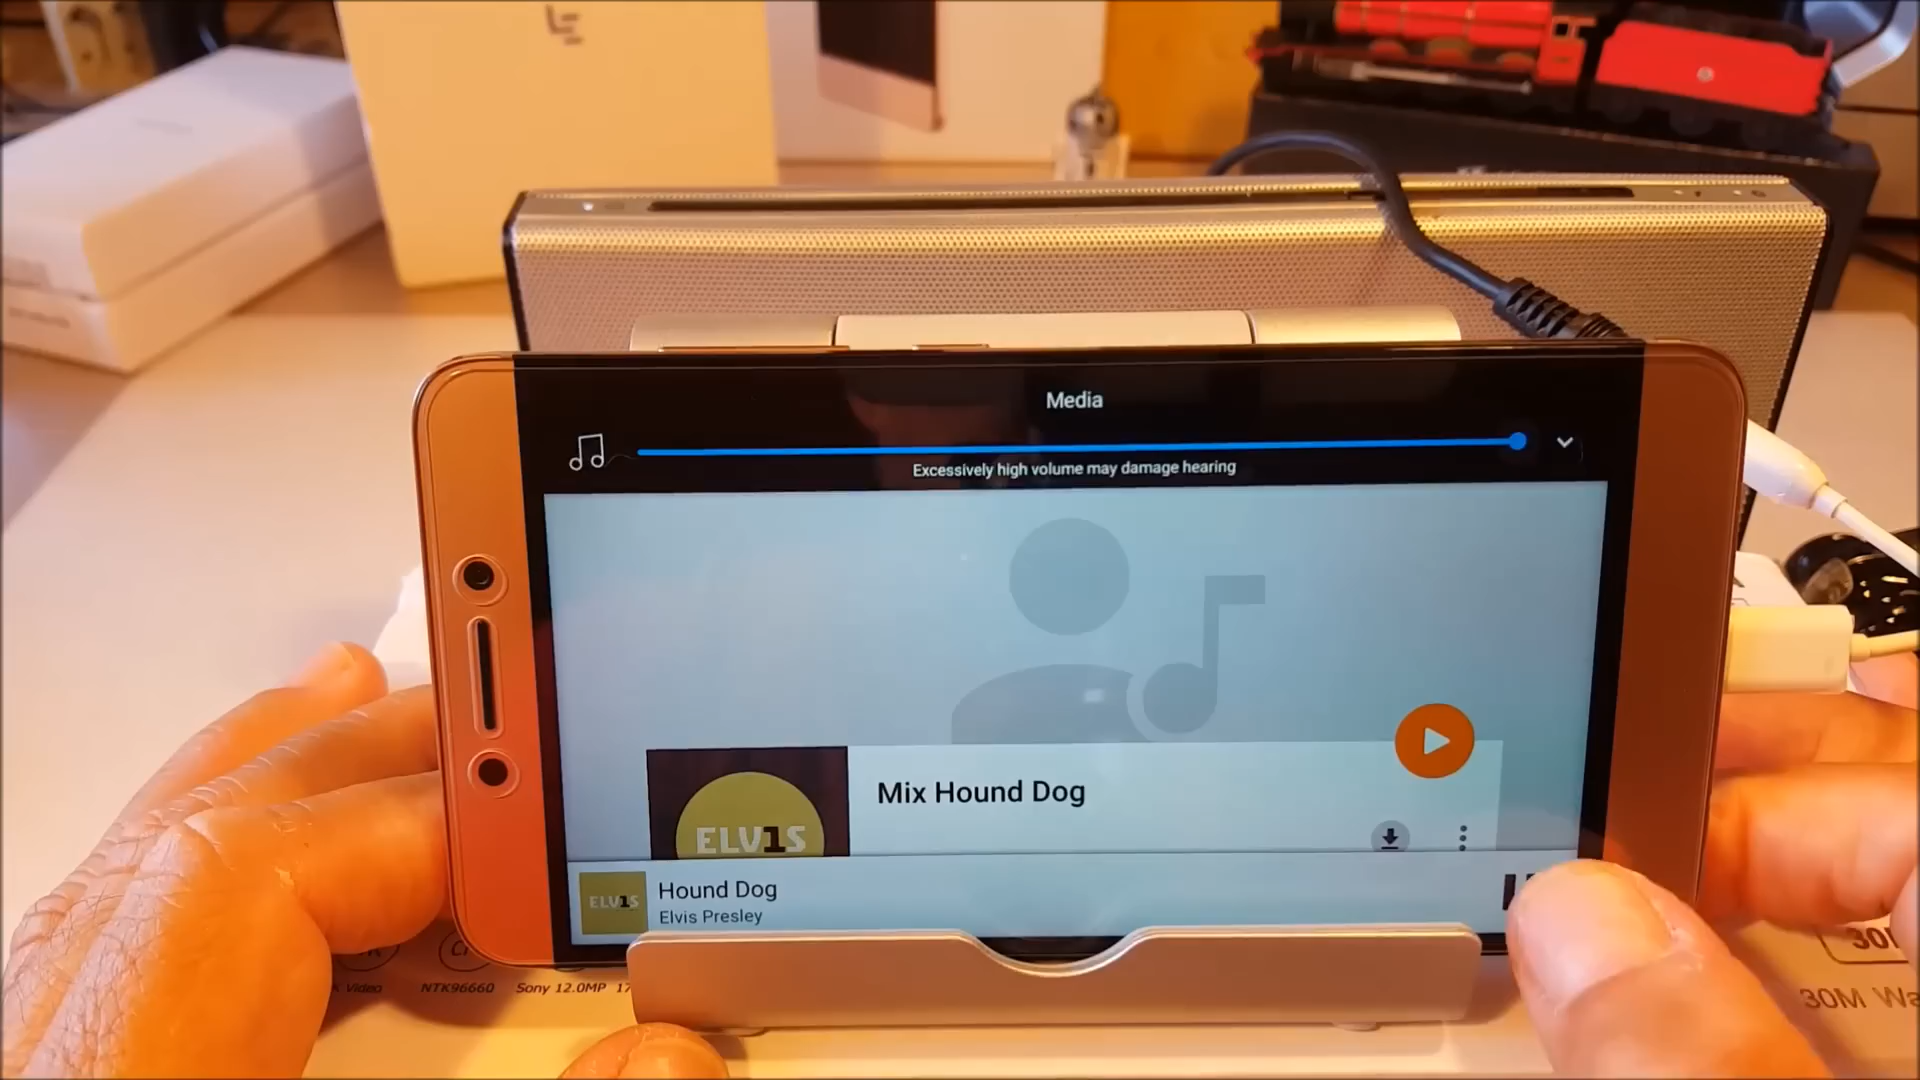 LE
Media
Excessively high volume may damage hearing
ELV1S
Mix Hound Dog
ELV1S
Hound Dog
Elvis Presley
Video
NTK96660
Sony 12.0MP
30M